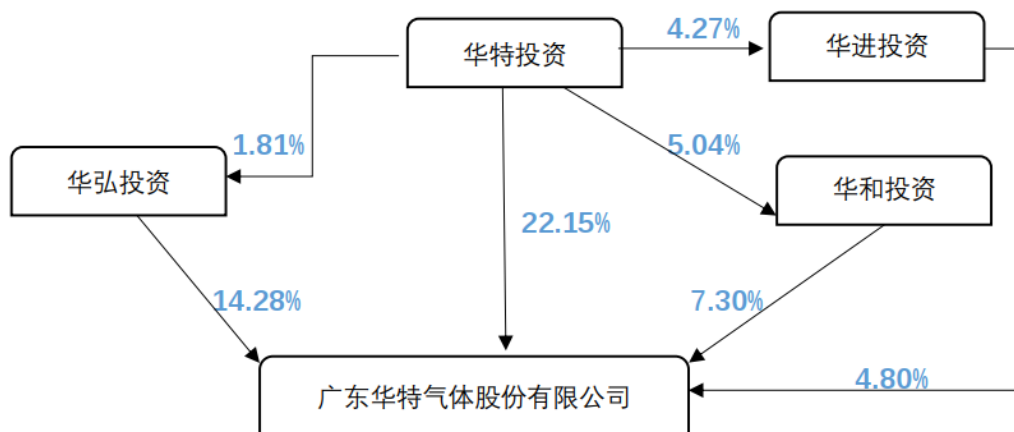 华特投资
4.27%
华进投资
1.81%
5.04%
华弘投资
华和投资
22.15%
14.28%
7.30%
4.80%
广东华特气体股份有限公司